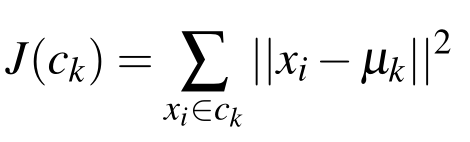 J(c_k) = \sum_{x_i \in c_k} ||x_i - \mu_k||^2